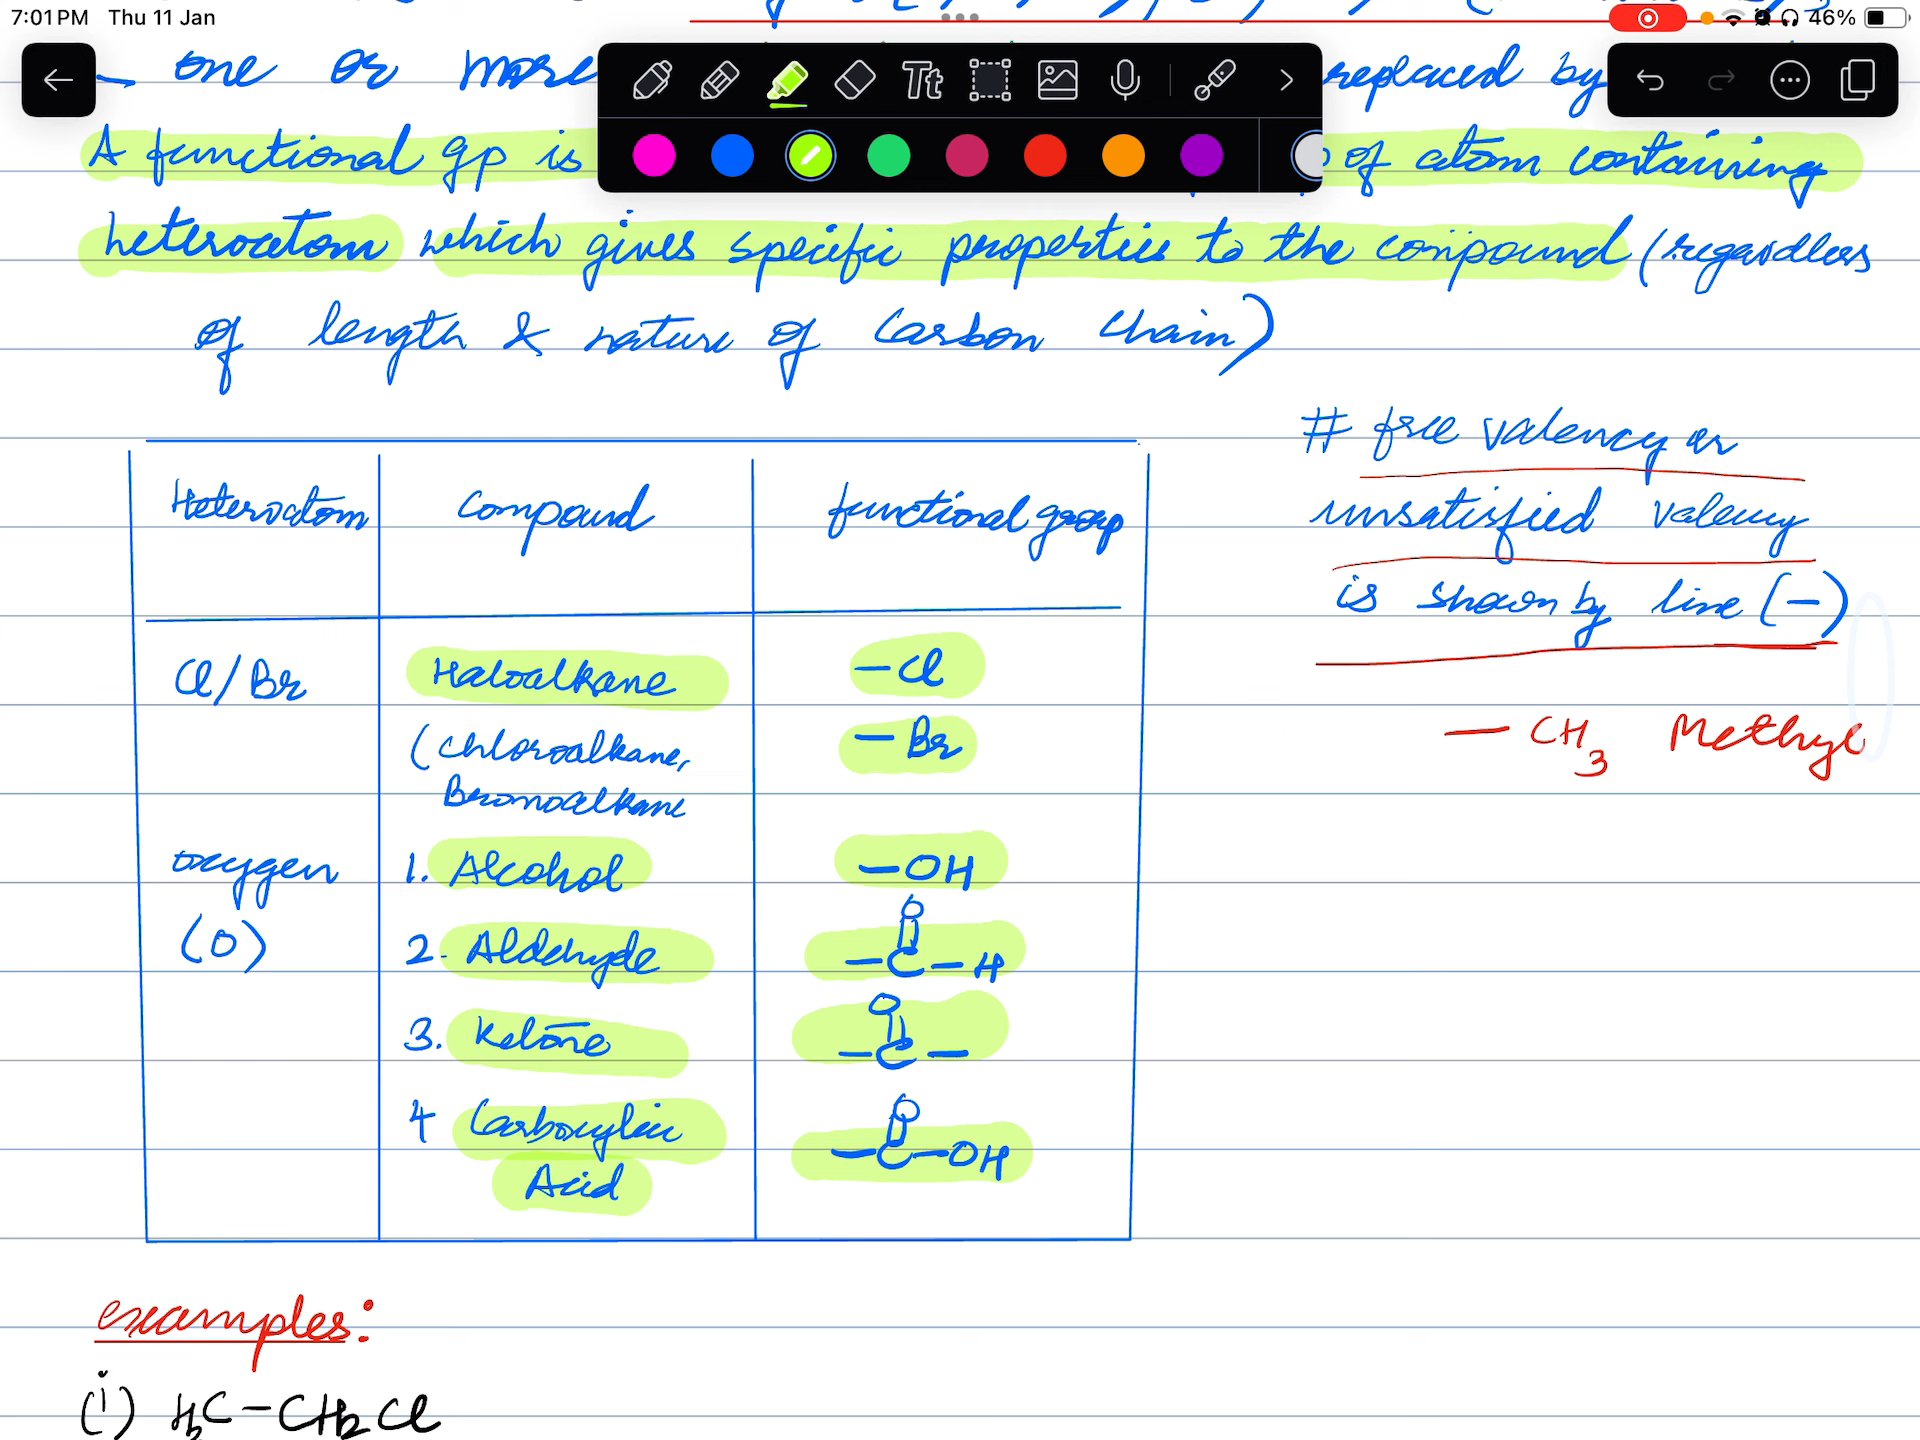 7:01 PM Thu 11 Jan
46%
one or more
replaced by
A functional gp is
of atom containing
Tt
heteroatom which gives specific properties to the compound (regardless
of length & nature of Carbon chain)
# free valency or
unsatisfied valency
is shown by line (-)
— CH3 Methyl
Heteroatom Compound functional group
Cl/Br Haloalkane -Cl
(Chloroalkane, -Br
Bromoalkane
oxygen 1. Alcohol -OH
(O) 2. Aldehyde O
-C-H
3. Ketone O
-C-
4 Carboxylic O
-C-OH
Acid
examples:
(i) H3C-CH2Cl